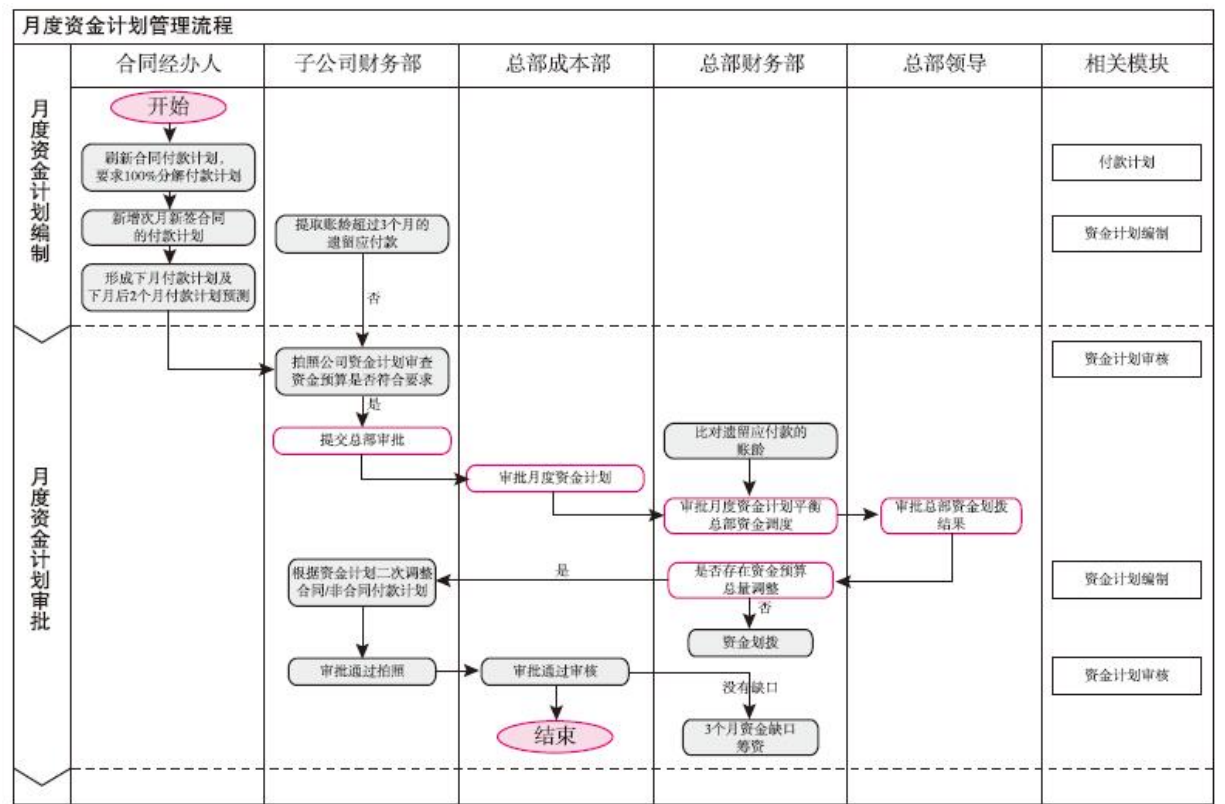 月度资金计划管理流程
合同经办人
子公司财务部
总部成本部
总部财务部
总部领导
相关模块
月度资金计划编制
开始
刷新合同付款计划,
要求100%分解付款计划
付款计划
新增次月新签合同
的付款计划
提取账龄超过3个月的
遗留应付款
资金计划编制
形成下月付款计划及
下月后2个月付款计划预测
否
月度资金计划审批
拍照公司资金计划审查
资金预算是否符合要求
资金计划审核
是
提交总部审批
比对遗留应付款的
账龄
审批月度资金计划
审批月度资金计划平衡
总部资金调度
审批总部资金划拨
结果
根据资金计划二次调整
合同/非合同付款计划
是
是否存在资金预算
总量调整
资金计划编制
否
资金划拨
审批通过拍照
审批通过审核
没有缺口
资金计划审核
结束
3个月资金缺口
筹资